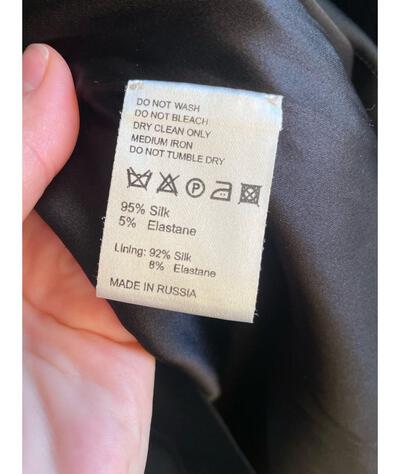 DO NOT WASH
DO NOT BLEACH
DRY CLEAN ONLY
MEDIUM IRON
DO NOT TUMBLE DRY
P
95% Silk
5% Elastane
Lining: 92% Silk
8% Elastane
MADE IN RUSSIA